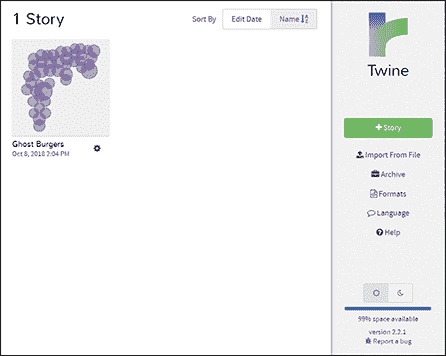 1 Story
Sort By Edit Date Name
Ghost Burgers
Oct 8, 2018 2:04 PM
Twine
+Story
Import From File
Archive
Formats
Language
Help
99% space available
version 2.2.1
Report a bug